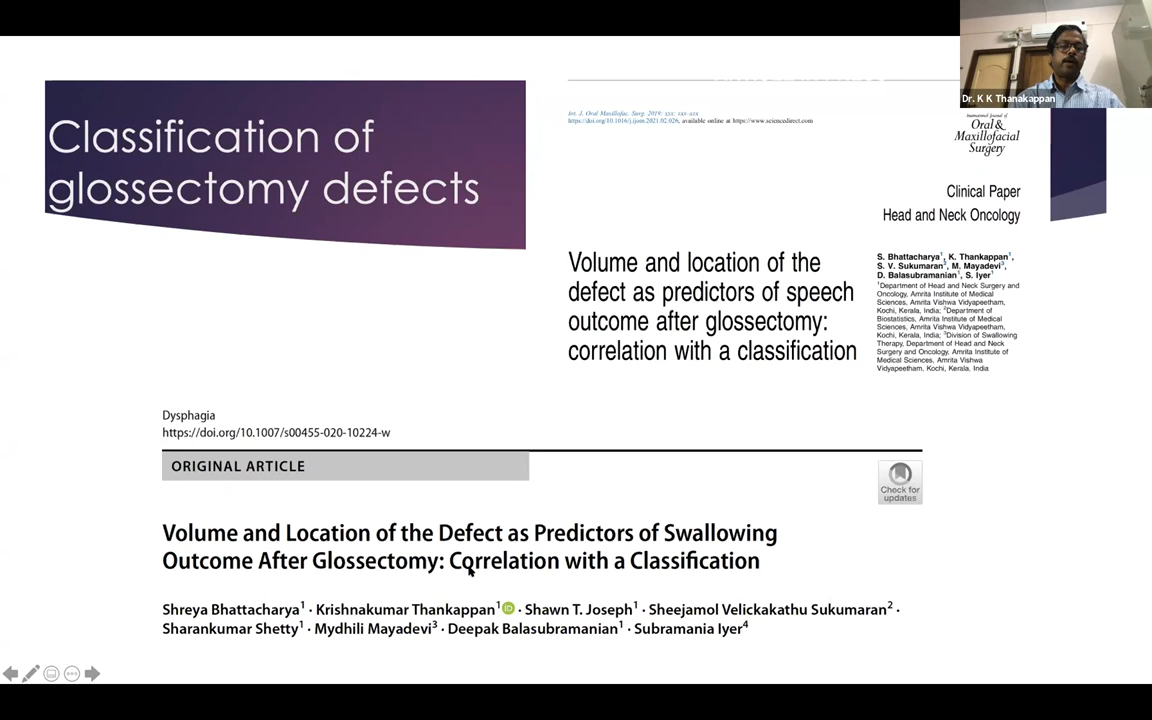 Dr. K K Thanakappan
Classification of
glossectomy defects
Int. J. Oral Maxillofac. Surg. 2019; xxx: xxx–xxx
https://doi.org/10.1016/j.ijom.2021.02.026, available online at https://www.sciencedirect.com
International Journal of
Oral &
Maxillofacial
Surgery
Clinical Paper
Head and Neck Oncology
Volume and location of the
defect as predictors of speech
outcome after glossectomy:
correlation with a classification
S. Bhattacharya1, K. Thankappan1,
S. V. Sukumaran2, M. Mayadevi3,
D. Balasubramanian1, S. Iyer1
1Department of Head and Neck Surgery and
Oncology, Amrita Institute of Medical
Sciences, Amrita Vishwa Vidyapeetham,
Kochi, Kerala, India; 2Department of
Biostatistics, Amrita Institute of Medical
Sciences, Amrita Vishwa Vidyapeetham,
Kochi, Kerala, India; 3Division of Swallowing
Therapy, Department of Head and Neck
Surgery and Oncology, Amrita Institute of
Medical Sciences, Amrita Vishwa
Vidyapeetham, Kochi, Kerala, India
Dysphagia
https://doi.org/10.1007/s00455-020-10224-w
ORIGINAL ARTICLE
Check for
updates
Volume and Location of the Defect as Predictors of Swallowing
Outcome After Glossectomy: Correlation with a Classification
Shreya Bhattacharya1 · Krishnakumar Thankappan1 iD · Shawn T. Joseph1 · Sheejamol Velickakathu Sukumaran2 ·
Sharankumar Shetty1 · Mydhili Mayadevi3 · Deepak Balasubramanian1 · Subramania Iyer4